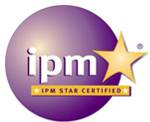 ipm®
★ IPM STAR CERTIFIED ★